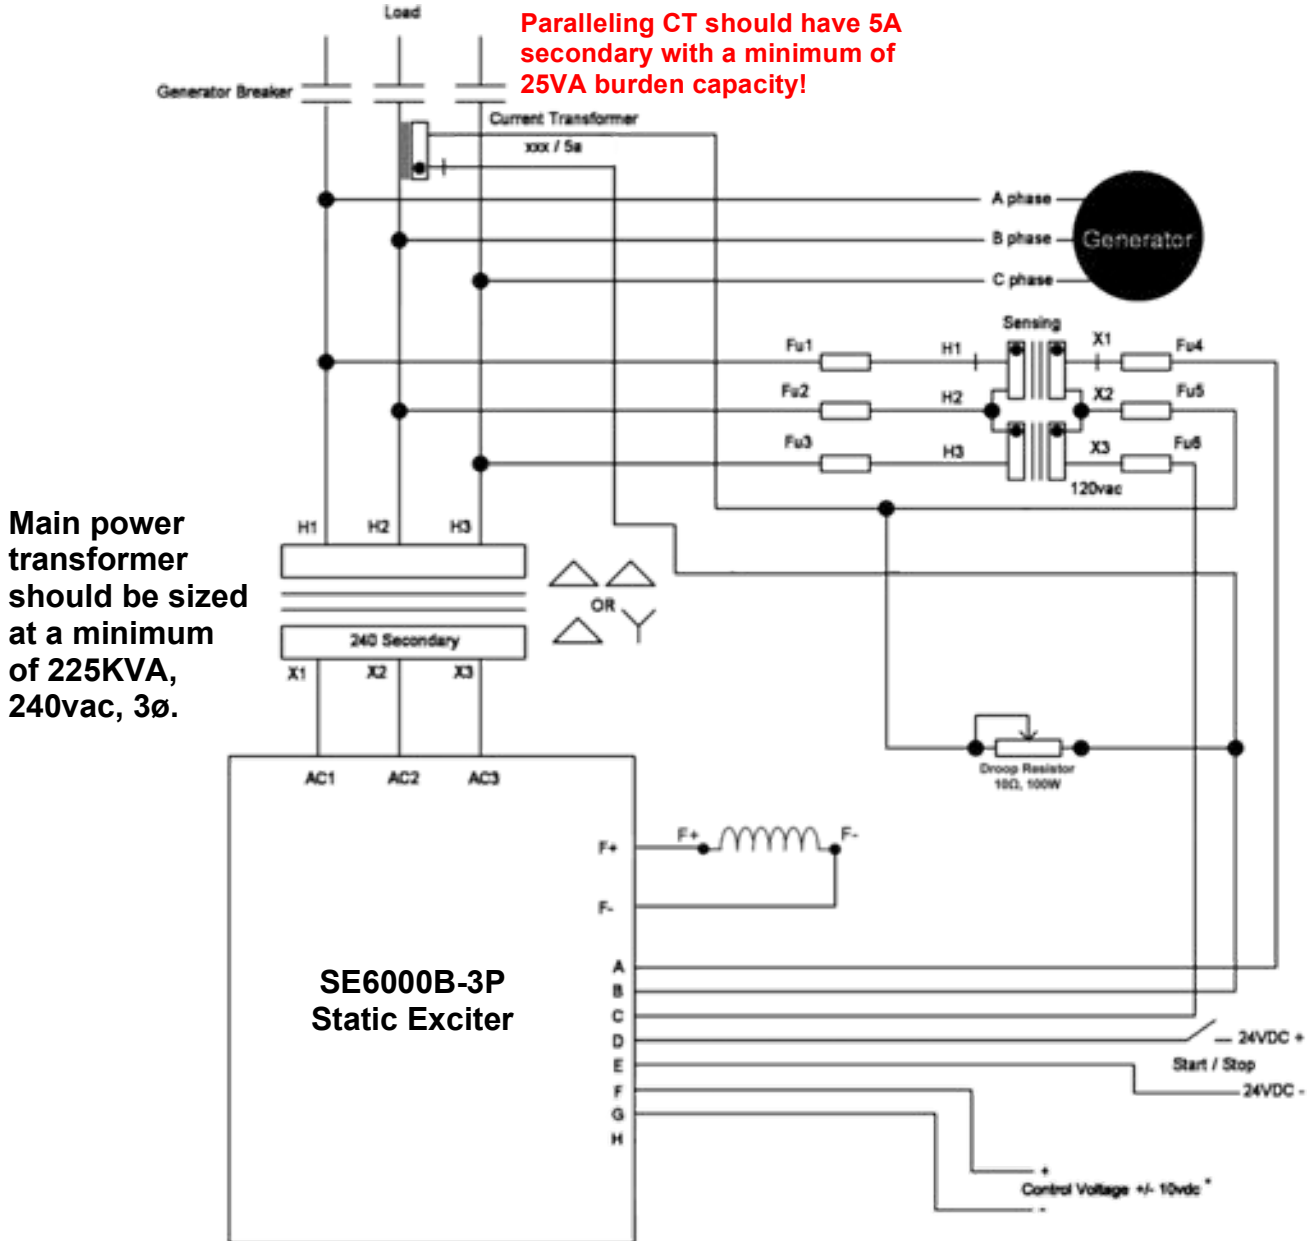 Load
Paralleling CT should have 5A
secondary with a minimum of
25VA burden capacity!
Generator Breaker
Current Transformer
xxx / 5a
A phase
B phase
C phase
Generator
Sensing
Fu1
H1
X1
Fu4
Fu2
H2
X2
Fu5
Fu3
H3
X3
Fu6
120vac
Main power
transformer
should be sized
at a minimum
of 225KVA,
240vac, 3ø.
H1
H2
H3
OR
240 Secondary
X1
X2
X3
AC1
AC2
AC3
Droop Resistor
10Ω, 100W
F+
F+
F-
F-
SE6000B-3P
Static Exciter
A
B
C
D
E
F
G
H
24VDC +
Start / Stop
24VDC -
+
Control Voltage +/- 10vdc *
-